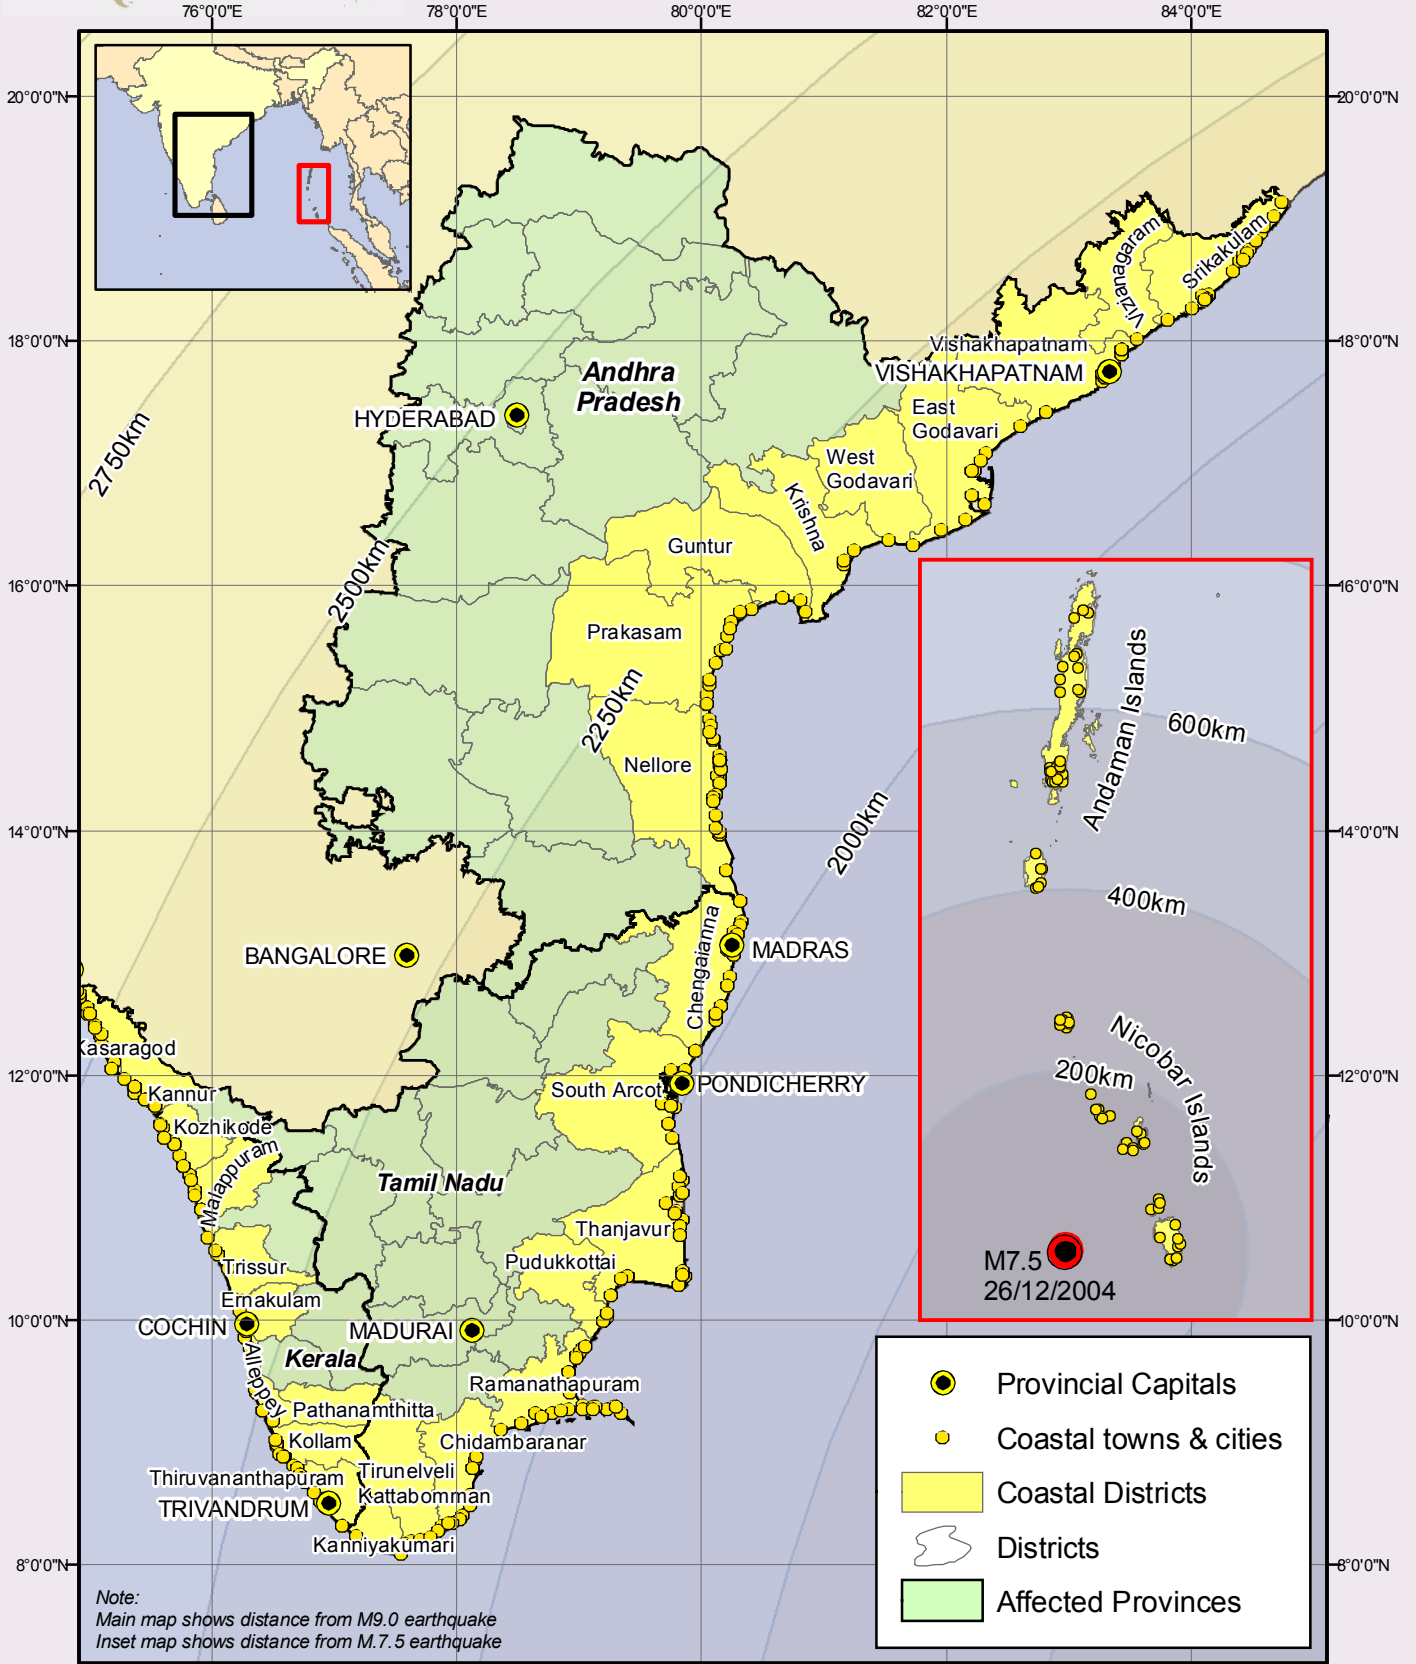 76°0'0"E
78°0'0"E
80°0'0"E
82°0'0"E
84°0'0"E
20°0'0"N
20°0'0"N
Vizianagaram
Srikakulam
18°0'0"N
Vishakhapatnam
18°0'0"N
VISHAKHAPATNAM
Andhra
Pradesh
HYDERABAD
East
Godavari
2750km
West
Godavari
Krishna
Guntur
2500km
16°0'0"N
16°0'0"N
Prakasam
2250km
Nellore
Andaman Islands
600km
14°0'0"N
2000km
14°0'0"N
400km
Chengaianna
BANGALORE
MADRAS
Kasaragod
Nicobar Islands
200km
12°0'0"N
12°0'0"N
Kannur
South Arcot
PONDICHERRY
Kozhikode
Malappuram
Tamil Nadu
Thanjavur
Trissur
Pudukkottai
M7.5
26/12/2004
Ernakulam
10°0'0"N
10°0'0"N
COCHIN
MADURAI
Alleppey
Kerala
Ramanathapuram
Pathanamthitta
Kollam
Chidambaranar
Thiruvananthapuram
Tirunelveli
Kattabomman
TRIVANDRUM
Kanniyakumari
8°0'0"N
8°0'0"N
Provincial Capitals
Coastal towns & cities
Coastal Districts
Districts
Affected Provinces
Note:
Main map shows distance from M9.0 earthquake
Inset map shows distance from M.7.5 earthquake